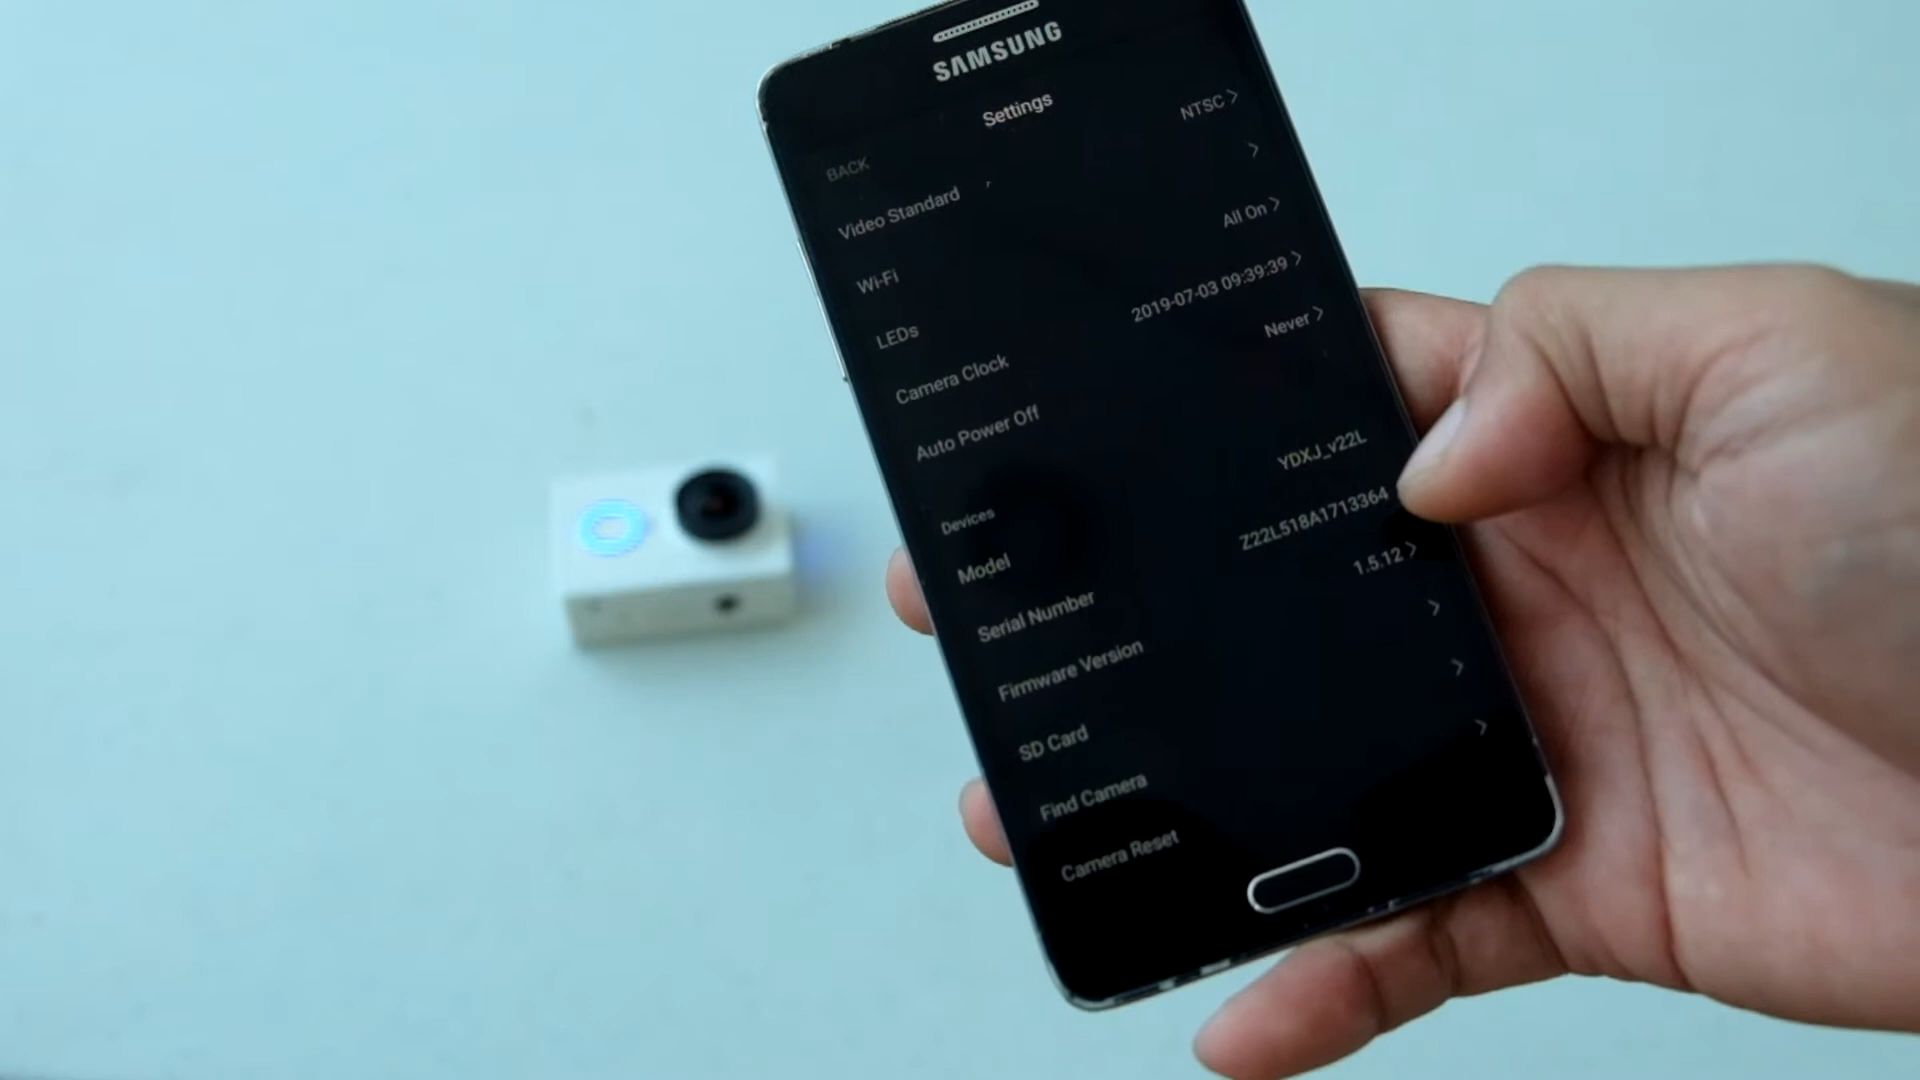 SAMSUNG
Settings
BACK
Video Standard NTSC
Wi-Fi
LEDs All On
Camera Clock 2019-07-03 09:39:39
Auto Power Off Never
Devices
Model YDXJ_v22L
Serial Number Z22L518A1713364
Firmware Version 1.5.12
SD Card
Find Camera
Camera Reset